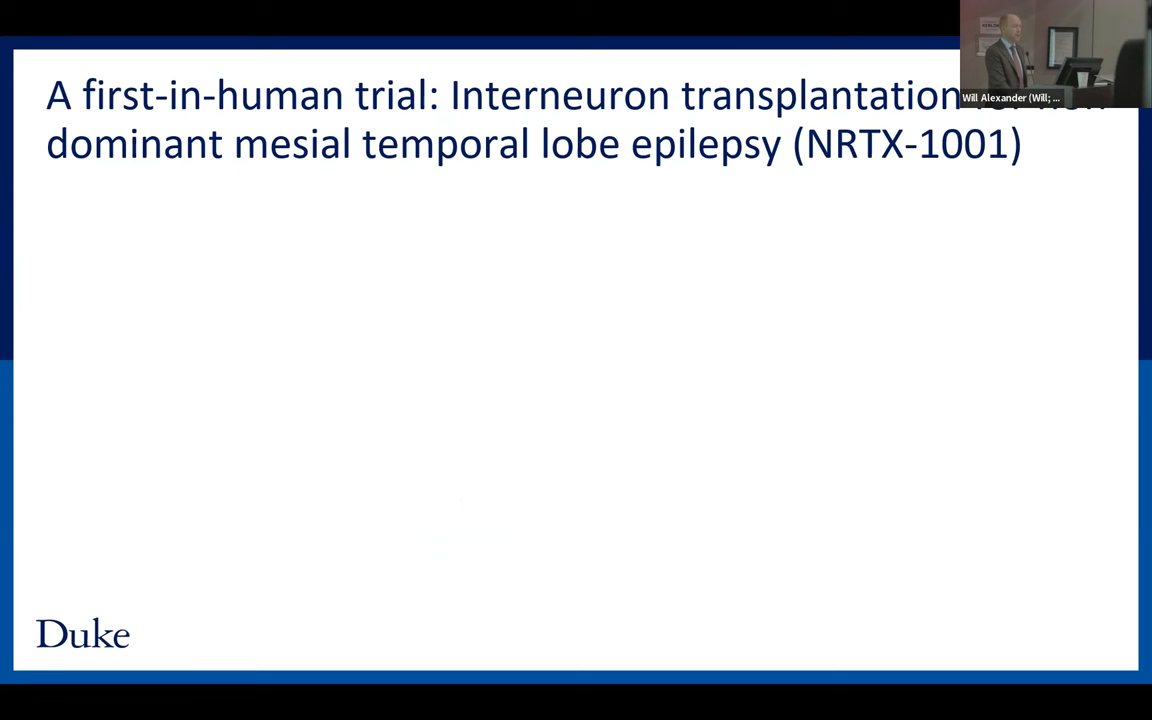 A first-in-human trial: Interneuron transplantation
dominant mesial temporal lobe epilepsy (NRTX-1001)
Will Alexander (Will; ...
Duke